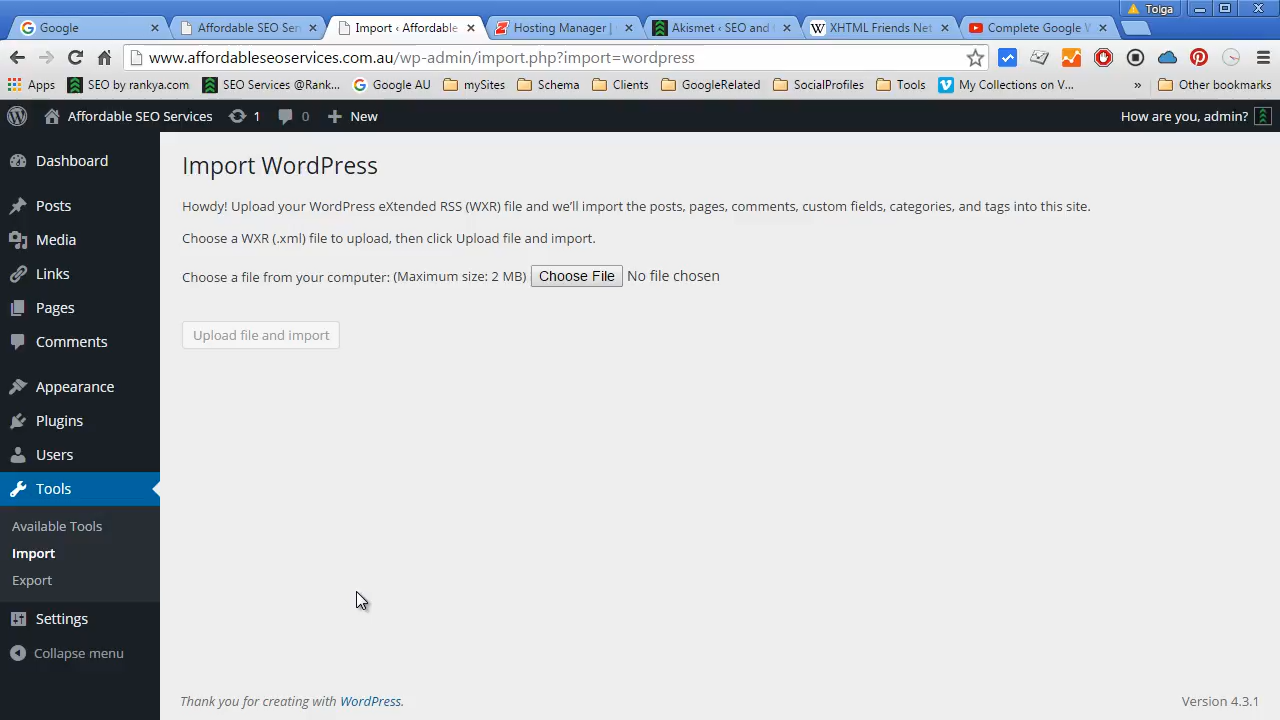 Tolga
Google
Affordable SEO Serv
Import ‹ Affordable
Hosting Manager |
Akismet ‹ SEO and
XHTML Friends Net
Complete Google W
www.affordableseoservices.com.au/wp-admin/import.php?import=wordpress
Apps
SEO by rankya.com
SEOServices @Rank...
Google AU
mySites
Schema
Clients
GoogleRelated
SocialProfiles
Tools
My Collections on V...
»
Other bookmarks
Affordable SEO Services
1
0
New
How are you, admin?
Dashboard
Posts
Media
Links
Pages
Comments
Appearance
Plugins
Users
Tools
Available Tools
Import
Export
Settings
Collapse menu
Import WordPress
Howdy! Upload your WordPress eXtended RSS (WXR) file and we'll import the posts, pages, comments, custom fields, categories, and tags into this site.
Choose a WXR (.xml) file to upload, then click Upload file and import.
Choose a file from your computer: (Maximum size: 2 MB) Choose File No file chosen
Upload file and import
Thank you for creating with WordPress.
Version 4.3.1